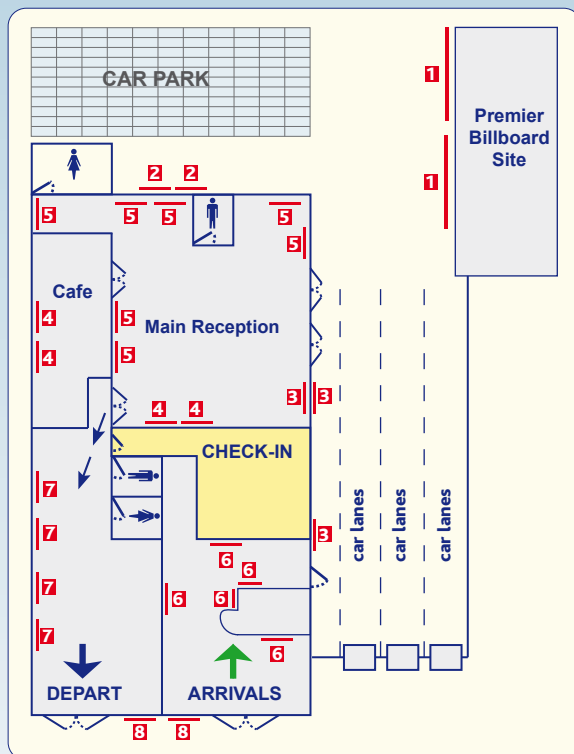 CAR PARK
1
Premier
Billboard
Site
1
2 2
5 5 5 5
5
Cafe
4 5
Main Reception
4 5
3 3
4 4
CHECK-IN
7
7
3
car lanes
car lanes
car lanes
6
6
7 6 6
7
6
DEPART
ARRIVALS
8 8